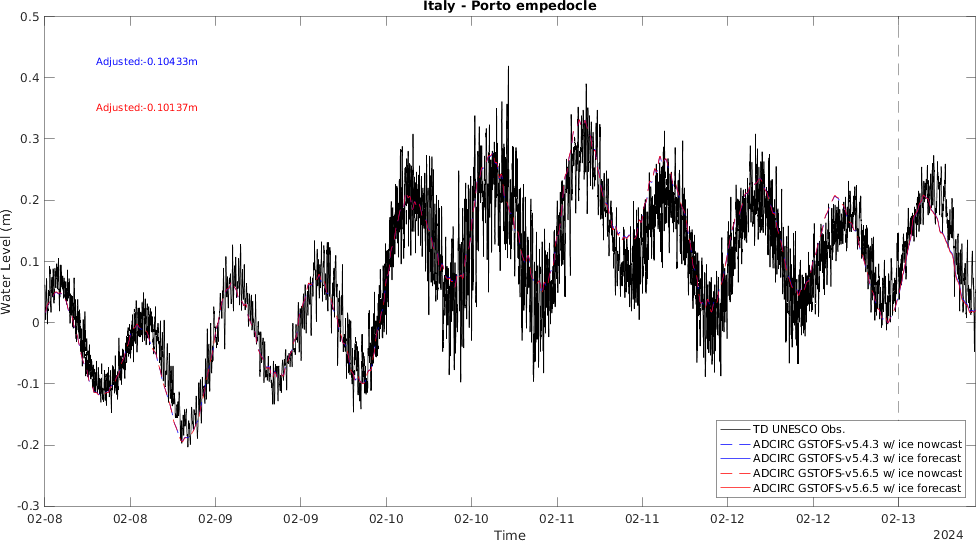 Italy - Porto empedocle
0.5
0.4
0.3
0.2
0.1
0
-0.1
-0.2
-0.3
Water Level (m)
Adjusted:-0.10433m
Adjusted:-0.10137m
TD UNESCO Obs.
ADCIRC GSTOFS-v5.4.3 w/ ice nowcast
ADCIRC GSTOFS-v5.4.3 w/ ice forecast
ADCIRC GSTOFS-v5.6.5 w/ ice nowcast
ADCIRC GSTOFS-v5.6.5 w/ ice forecast
02-08 02-08 02-09 02-09 02-10 02-10 02-11 02-11 02-12 02-12 02-13
Time
2024